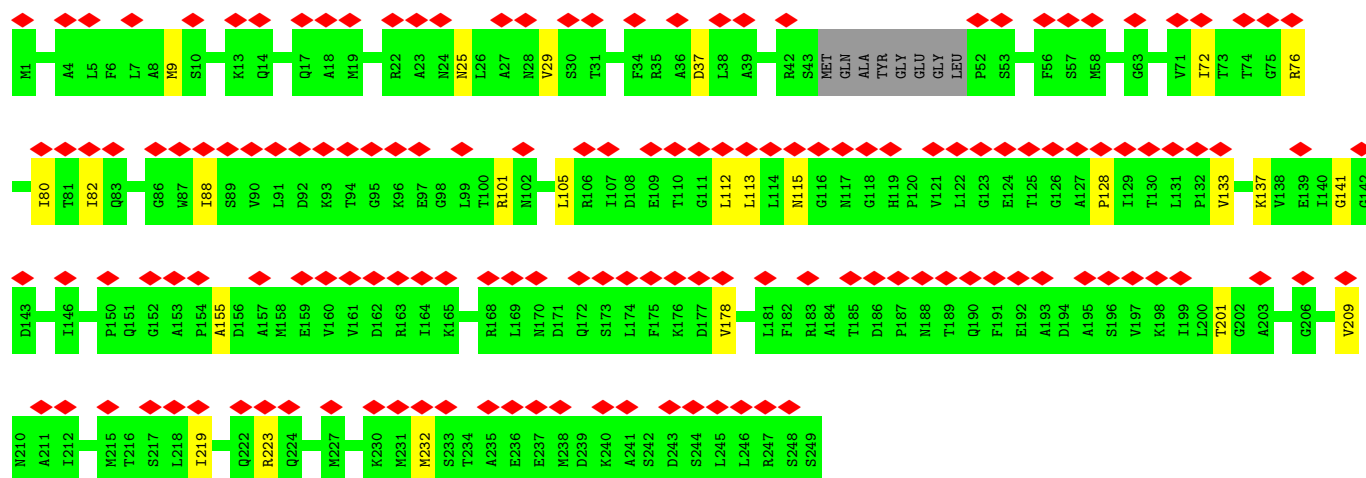 M1 A4 L5 F6 L7 A8 M9 S10 K13 Q14 Q17 A18 M19 R22 A23 N24 N25 L26 A27 N28 V29 S30 T31 F34 R35 A36 D37 L38 A39 R42 S43 MET GLN ALA TYR GLY GLU GLY LEU P52 S53 F56 S57 M58 G63 V71 I72 T73 T74 G75 R76
I80 T81 I82 Q83 G86 W87 I88 S89 V90 L91 D92 K93 T94 G95 K96 E97 G98 L99 T100 R101 N102 L105 R106 I107 D108 E109 T110 G111 L112 L113 L114 N115 G116 N117 G118 H119 P120 V121 L122 G123 E124 T125 G126 A127 P128 I129 T130 L131 P132 V133 K137 V138 E139 I140 G141 G142
D143 I146 P150 Q151 G152 A153 P154 A155 D156 A157 M158 E159 V160 V161 D162 R163 I164 K165 R168 L169 N170 D171 Q172 S173 L174 F175 K176 D177 V178 L181 F182 R183 A184 T185 D186 P187 N188 T189 Q190 F191 E192 A193 D194 A195 S196 V197 K198 I199 L200 T201 G202 A203 G206 V209
N210 A211 I212 M215 T216 S217 L218 I219 Q222 R223 Q224 M227 K230 M231 M232 S233 T234 A235 E236 E237 M238 D239 K240 A241 S242 D243 S244 L245 L246 R247 S248 S249